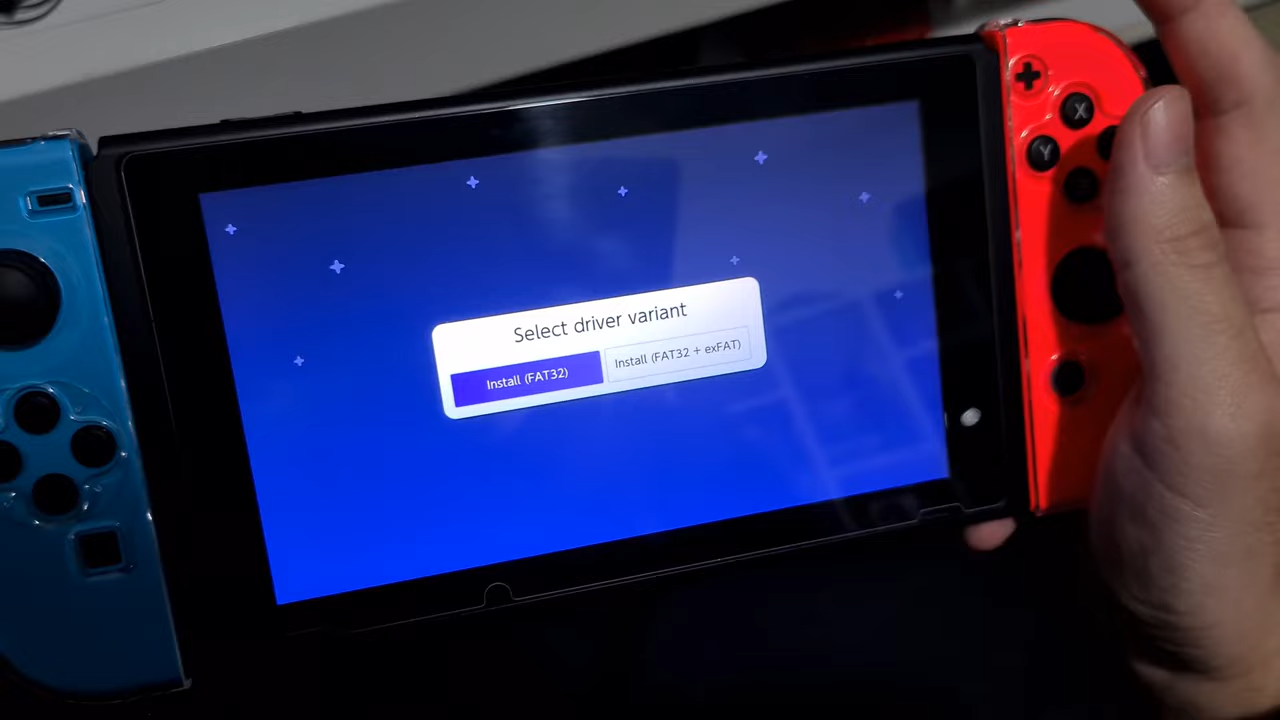 Select driver variant
Install (FAT32)
Install (FAT32 + exFAT)
X
Y